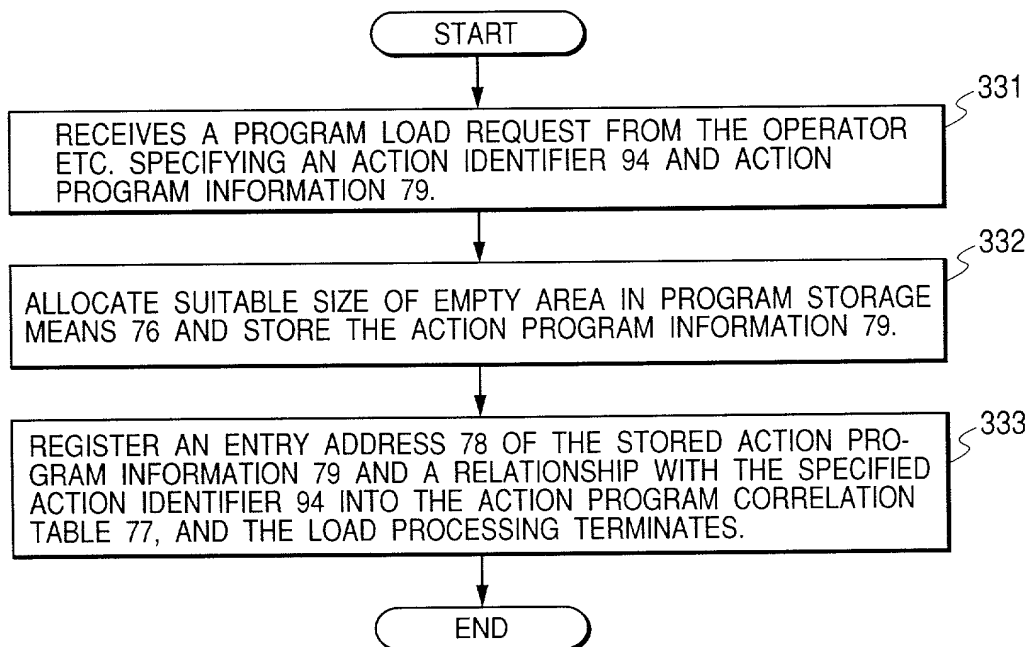 START
331
RECEIVES A PROGRAM LOAD REQUEST FROM THE OPERATOR
ETC. SPECIFYING AN ACTION IDENTIFIER 94 AND ACTION
PROGRAM INFORMATION 79.
332
ALLOCATE SUITABLE SIZE OF EMPTY AREA IN PROGRAM STORAGE
MEANS 76 AND STORE THE ACTION PROGRAM INFORMATION 79.
333
REGISTER AN ENTRY ADDRESS 78 OF THE STORED ACTION PRO-
GRAM INFORMATION 79 AND A RELATIONSHIP WITH THE SPECIFIED
ACTION IDENTIFIER 94 INTO THE ACTION PROGRAM CORRELATION
TABLE 77, AND THE LOAD PROCESSING TERMINATES.
END